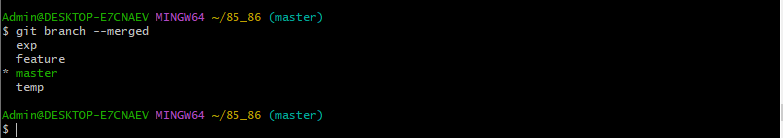 Admin@DESKTOP-E7CNAEV MINGW64 ~/85_86 (master)
$ git branch --merged
  exp
  feature
* master
  temp
Admin@DESKTOP-E7CNAEV MINGW64 ~/85_86 (master)
$